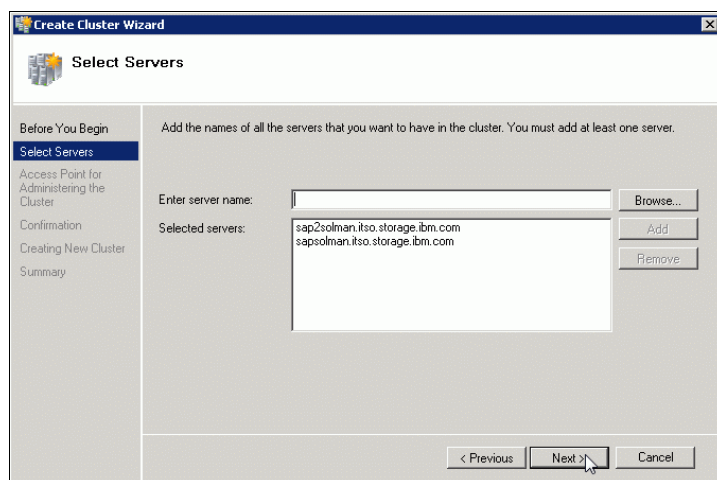 Create Cluster Wizard
Select Servers
Before You Begin
Select Servers
Access Point for
Administering the
Cluster
Confirmation
Creating New Cluster
Summary
Add the names of all the servers that you want to have in the cluster. You must add at least one server.
Enter server name:
Browse...
Selected servers:
sap2solman.itso.storage.ibm.com
sapsolman.itso.storage.ibm.com
Add
Remove
< Previous
Next >
Cancel